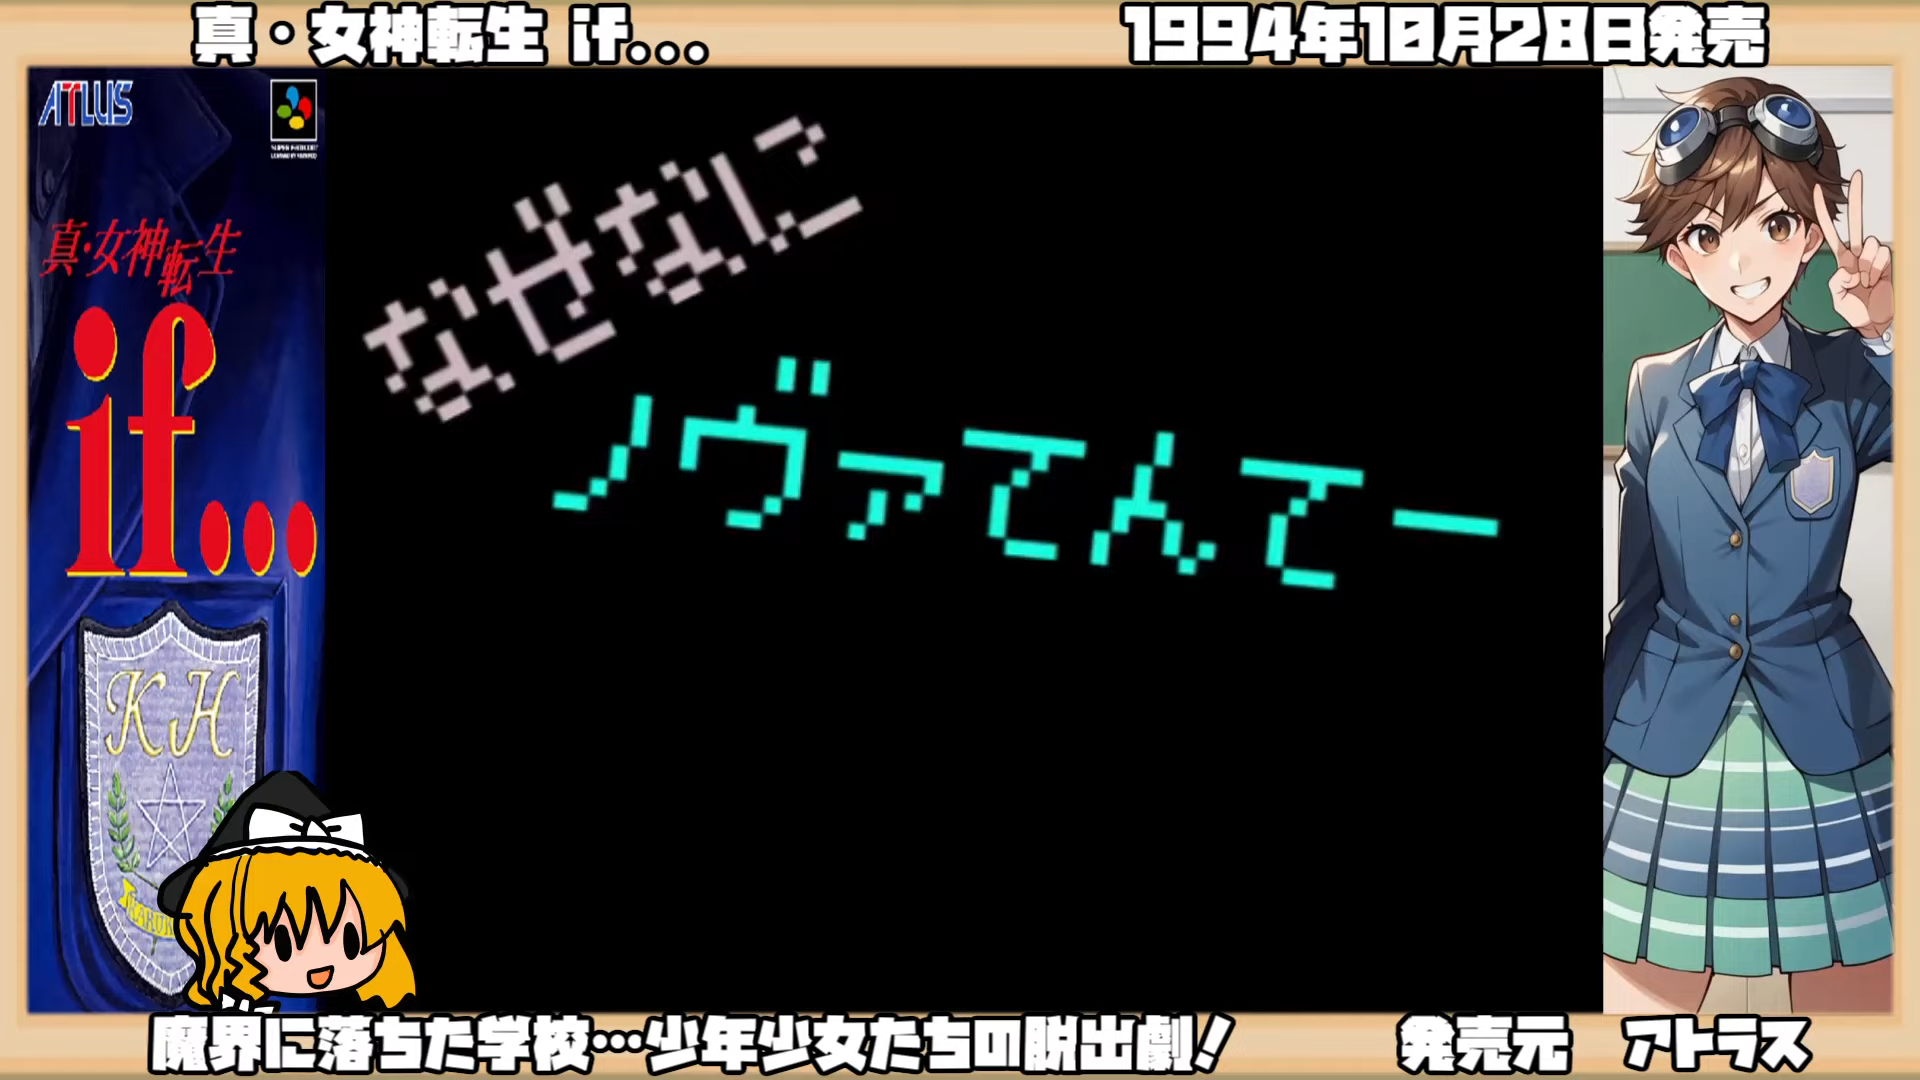 真・女神転生 if...
1994年10月28日発売
ATLUS
真・女神転生
if...
KH
なぜなに
ノヴァてんてー
魔界に落ちた学校…少年少女たちの脱出劇!
発売元 アトラス